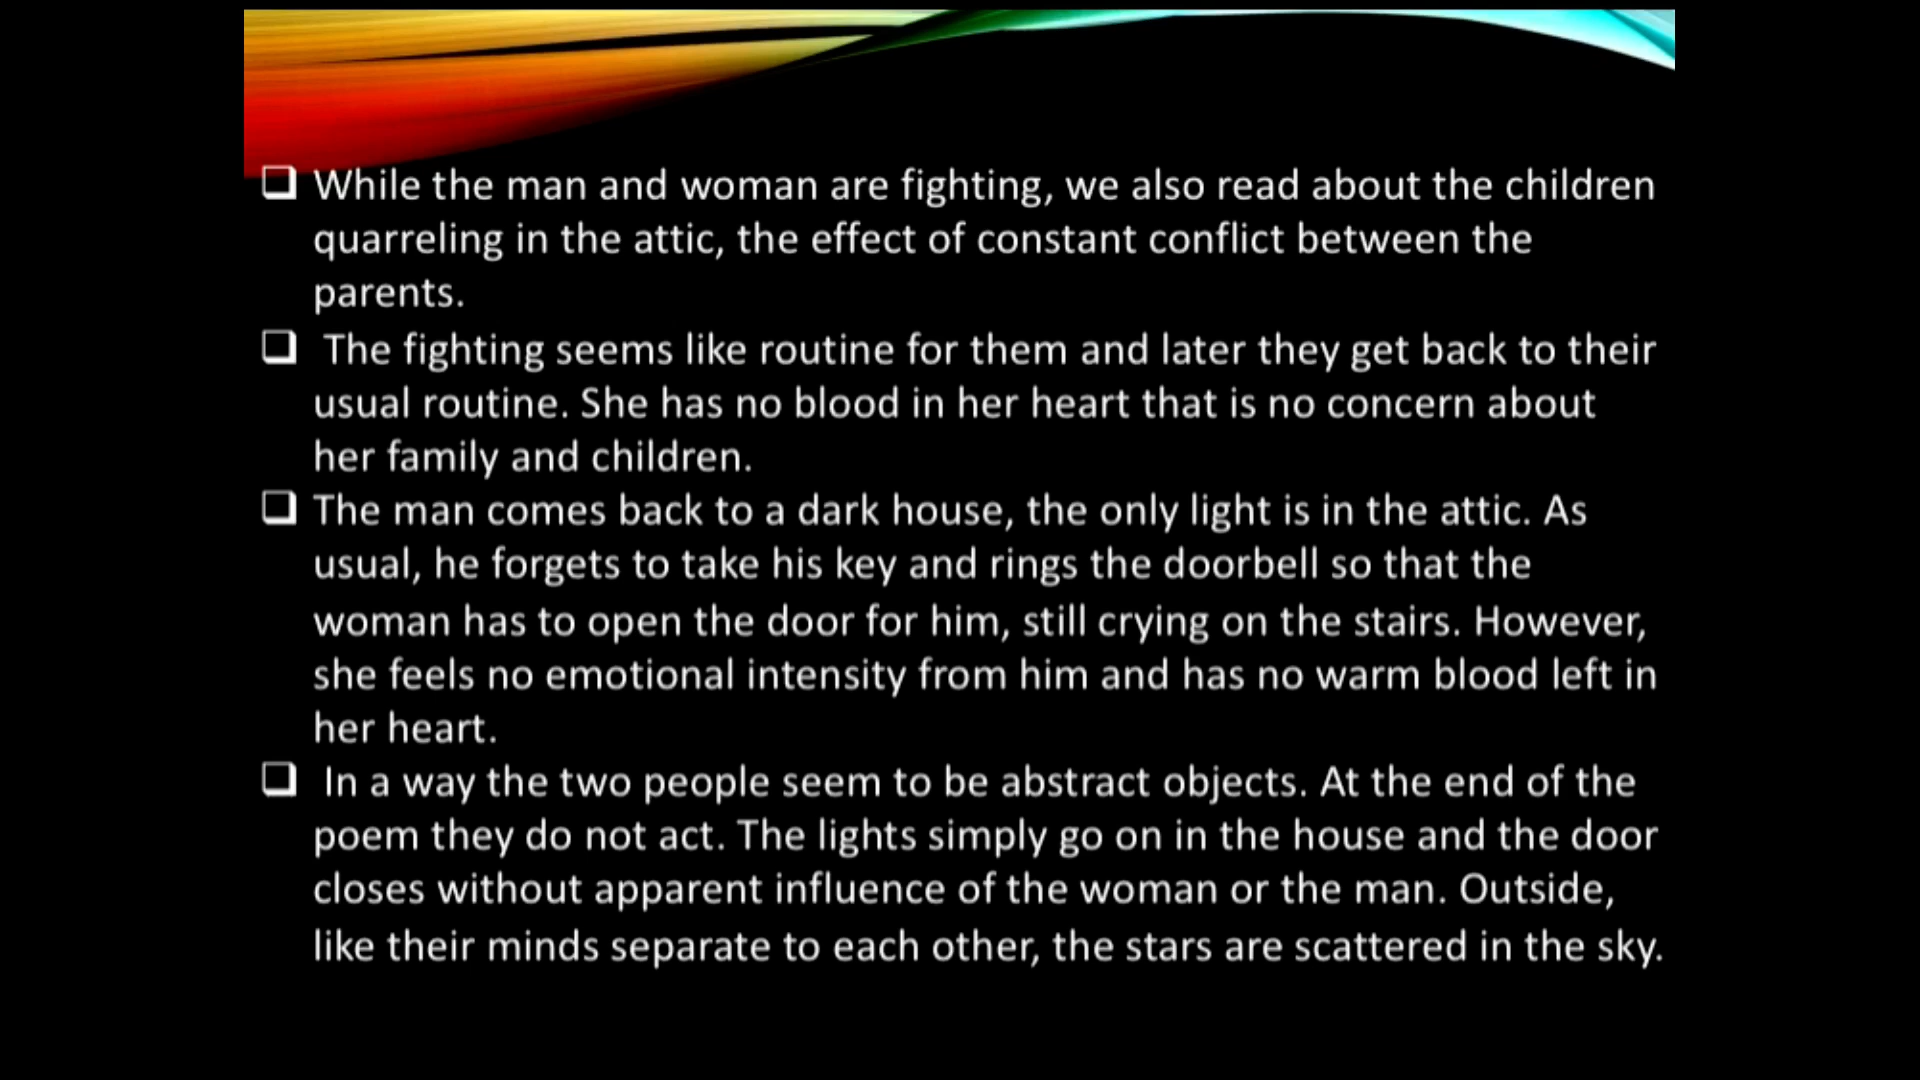 While the man and woman are fighting, we also read about the children
quarreling in the attic, the effect of constant conflict between the
parents.
The fighting seems like routine for them and later they get back to their
usual routine. She has no blood in her heart that is no concern about
her family and children.
The man comes back to a dark house, the only light is in the attic. As
usual, he forgets to take his key and rings the doorbell so that the
woman has to open the door for him, still crying on the stairs. However,
she feels no emotional intensity from him and has no warm blood left in
her heart.
In a way the two people seem to be abstract objects. At the end of the
poem they do not act. The lights simply go on in the house and the door
closes without apparent influence of the woman or the man. Outside,
like their minds separate to each other, the stars are scattered in the sky.